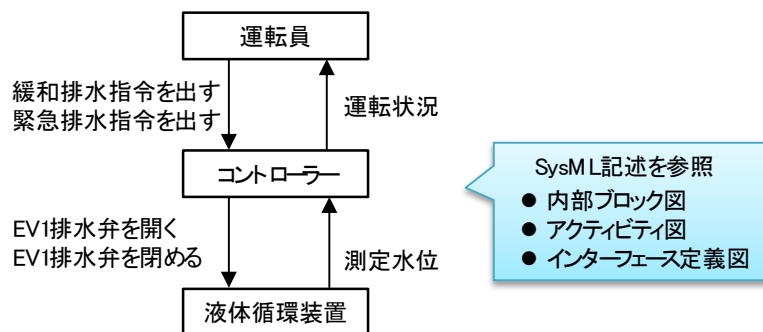 運転員
緩和排水指令を出す
緊急排水指令を出す
運転状況
コントローラー
EV1排水弁を開く
EV1排水弁を閉める
測定水位
液体循環装置
SysML記述を参照
● 内部ブロック図
● アクティビティ図
● インターフェース定義図